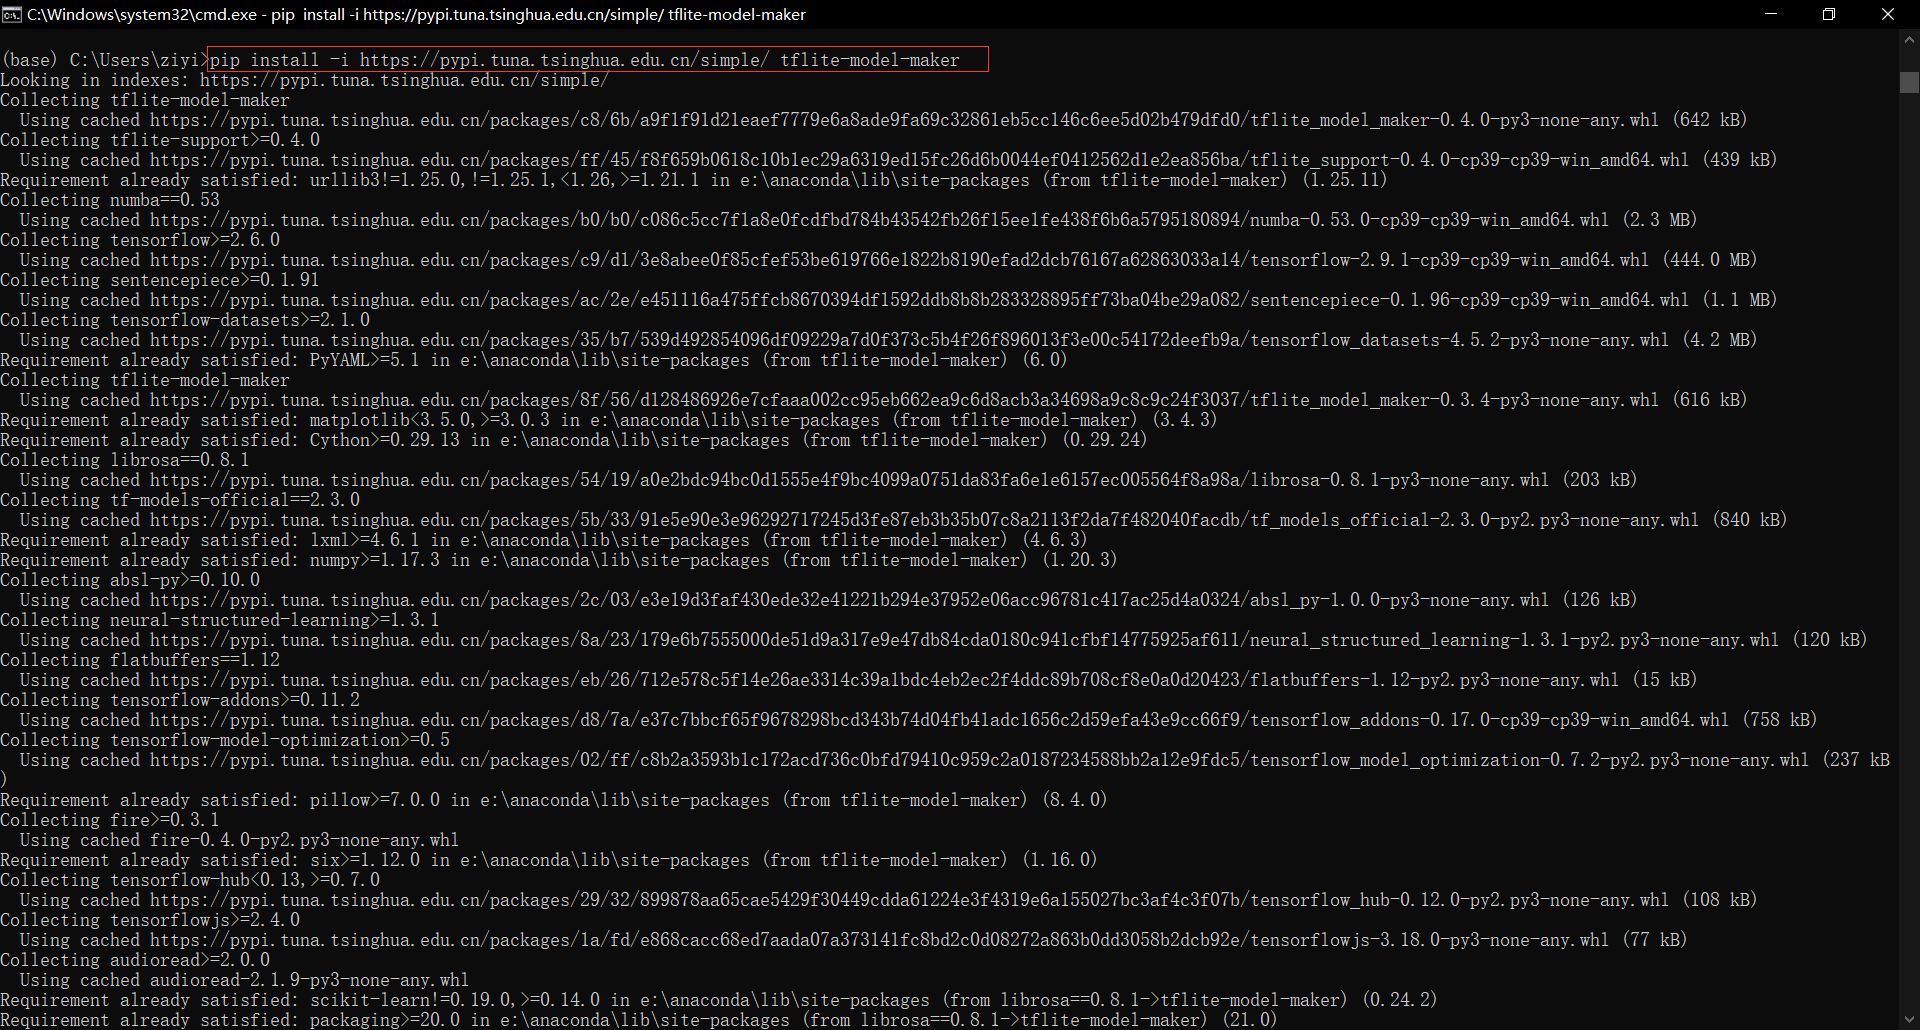 C:\Windows\system32\cmd.exe - pip  install -i https://pypi.tuna.tsinghua.edu.cn/simple/ tflite-model-maker
(base) C:\Users\ziyi>pip install -i https://pypi.tuna.tsinghua.edu.cn/simple/ tflite-model-maker
Looking in indexes: https://pypi.tuna.tsinghua.edu.cn/simple/
Collecting tflite-model-maker
  Using cached https://pypi.tuna.tsinghua.edu.cn/packages/c8/6b/a9f1f91d21eaef7779e6a8ade9fa69c32861eb5cc146c6ee5d02b479dfd0/tflite_model_maker-0.4.0-py3-none-any.whl (642 kB)
Collecting tflite-support>=0.4.0
  Using cached https://pypi.tuna.tsinghua.edu.cn/packages/ff/45/f8f659b0618c10b1ec29a6319ed15fc26d6b0044ef0412562d1e2ea856ba/tflite_support-0.4.0-cp39-cp39-win_amd64.whl (439 kB)
Requirement already satisfied: urllib3!=1.25.0,!=1.25.1,<1.26,>=1.21.1 in e:\anaconda\lib\site-packages (from tflite-model-maker) (1.25.11)
Collecting numba==0.53
  Using cached https://pypi.tuna.tsinghua.edu.cn/packages/b0/b0/c086c5cc7f1a8e0fcdfbd784b43542fb26f15ee1fe438f6b6a5795180894/numba-0.53.0-cp39-cp39-win_amd64.whl (2.3 MB)
Collecting tensorflow>=2.6.0
  Using cached https://pypi.tuna.tsinghua.edu.cn/packages/c9/d1/3e8abee0f85cfef53be619766e1822b8190efad2dcb76167a62863033a14/tensorflow-2.9.1-cp39-cp39-win_amd64.whl (444.0 MB)
Collecting sentencepiece>=0.1.91
  Using cached https://pypi.tuna.tsinghua.edu.cn/packages/ac/2e/e451116a475ffcb8670394df1592ddb8b8b283328895ff73ba04be29a082/sentencepiece-0.1.96-cp39-cp39-win_amd64.whl (1.1 MB)
Collecting tensorflow-datasets>=2.1.0
  Using cached https://pypi.tuna.tsinghua.edu.cn/packages/35/b7/539d492854096df09229a7d0f373c5b4f26f896013f3e00c54172deefb9a/tensorflow_datasets-4.5.2-py3-none-any.whl (4.2 MB)
Requirement already satisfied: PyYAML>=5.1 in e:\anaconda\lib\site-packages (from tflite-model-maker) (6.0)
Collecting tflite-model-maker
  Using cached https://pypi.tuna.tsinghua.edu.cn/packages/8f/56/d128486926e7cfaaa002cc95eb662ea9c6d8acb3a34698a9c8c9c24f3037/tflite_model_maker-0.3.4-py3-none-any.whl (616 kB)
Requirement already satisfied: matplotlib<3.5.0,>=3.0.3 in e:\anaconda\lib\site-packages (from tflite-model-maker) (3.4.3)
Requirement already satisfied: Cython>=0.29.13 in e:\anaconda\lib\site-packages (from tflite-model-maker) (0.29.24)
Collecting librosa==0.8.1
  Using cached https://pypi.tuna.tsinghua.edu.cn/packages/54/19/a0e2bdc94bc0d1555e4f9bc4099a0751da83fa6e1e6157ec005564f8a98a/librosa-0.8.1-py3-none-any.whl (203 kB)
Collecting tf-models-official==2.3.0
  Using cached https://pypi.tuna.tsinghua.edu.cn/packages/5b/33/91e5e90e3e96292717245d3fe87eb3b35b07c8a2113f2da7f482040facdb/tf_models_official-2.3.0-py2.py3-none-any.whl (840 kB)
Requirement already satisfied: lxml>=4.6.1 in e:\anaconda\lib\site-packages (from tflite-model-maker) (4.6.3)
Requirement already satisfied: numpy>=1.17.3 in e:\anaconda\lib\site-packages (from tflite-model-maker) (1.20.3)
Collecting absl-py>=0.10.0
  Using cached https://pypi.tuna.tsinghua.edu.cn/packages/2c/03/e3e19d3faf430ede32e41221b294e37952e06acc96781c417ac25d4a0324/absl_py-1.0.0-py3-none-any.whl (126 kB)
Collecting neural-structured-learning>=1.3.1
  Using cached https://pypi.tuna.tsinghua.edu.cn/packages/8a/23/179e6b7555000de51d9a317e9e47db84cda0180c941cfbf14775925af611/neural_structured_learning-1.3.1-py2.py3-none-any.whl (120 kB)
Collecting flatbuffers==1.12
  Using cached https://pypi.tuna.tsinghua.edu.cn/packages/eb/26/712e578c5f14e26ae3314c39a1bdc4eb2ec2f4ddc89b708cf8e0a0d20423/flatbuffers-1.12-py2.py3-none-any.whl (15 kB)
Collecting tensorflow-addons>=0.11.2
  Using cached https://pypi.tuna.tsinghua.edu.cn/packages/d8/7a/e37c7bbcf65f9678298bcd343b74d04fb41adc1656c2d59efa43e9cc66f9/tensorflow_addons-0.17.0-cp39-cp39-win_amd64.whl (758 kB)
Collecting tensorflow-model-optimization>=0.5
  Using cached https://pypi.tuna.tsinghua.edu.cn/packages/02/ff/c8b2a3593b1c172acd736c0bfd79410c959c2a0187234588bb2a12e9fdc5/tensorflow_model_optimization-0.7.2-py2.py3-none-any.whl (237 kB
)
Requirement already satisfied: pillow>=7.0.0 in e:\anaconda\lib\site-packages (from tflite-model-maker) (8.4.0)
Collecting fire>=0.3.1
  Using cached fire-0.4.0-py2.py3-none-any.whl
Requirement already satisfied: six>=1.12.0 in e:\anaconda\lib\site-packages (from tflite-model-maker) (1.16.0)
Collecting tensorflow-hub<0.13,>=0.7.0
  Using cached https://pypi.tuna.tsinghua.edu.cn/packages/29/32/899878aa65cae5429f30449cdda61224e3f4319e6a155027bc3af4c3f07b/tensorflow_hub-0.12.0-py2.py3-none-any.whl (108 kB)
Collecting tensorflowjs>=2.4.0
  Using cached https://pypi.tuna.tsinghua.edu.cn/packages/1a/fd/e868cacc68ed7aada07a373141fc8bd2c0d08272a863b0dd3058b2dcb92e/tensorflowjs-3.18.0-py3-none-any.whl (77 kB)
Collecting audioread>=2.0.0
  Using cached audioread-2.1.9-py3-none-any.whl
Requirement already satisfied: scikit-learn!=0.19.0,>=0.14.0 in e:\anaconda\lib\site-packages (from librosa==0.8.1->tflite-model-maker) (0.24.2)
Requirement already satisfied: packaging>=20.0 in e:\anaconda\lib\site-packages (from librosa==0.8.1->tflite-model-maker) (21.0)